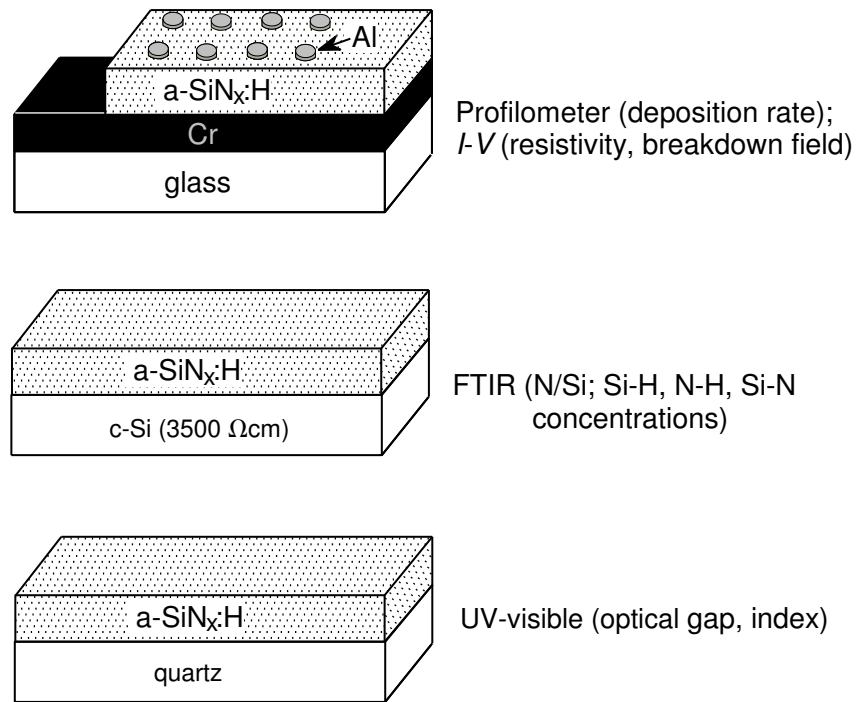 Al
a-SiNx:H
Cr
glass
Profilometer (deposition rate);
I-V (resistivity, breakdown field)
a-SiNx:H
c-Si (3500 Ωcm)
FTIR (N/Si; Si-H, N-H, Si-N
concentrations)
a-SiNx:H
quartz
UV-visible (optical gap, index)